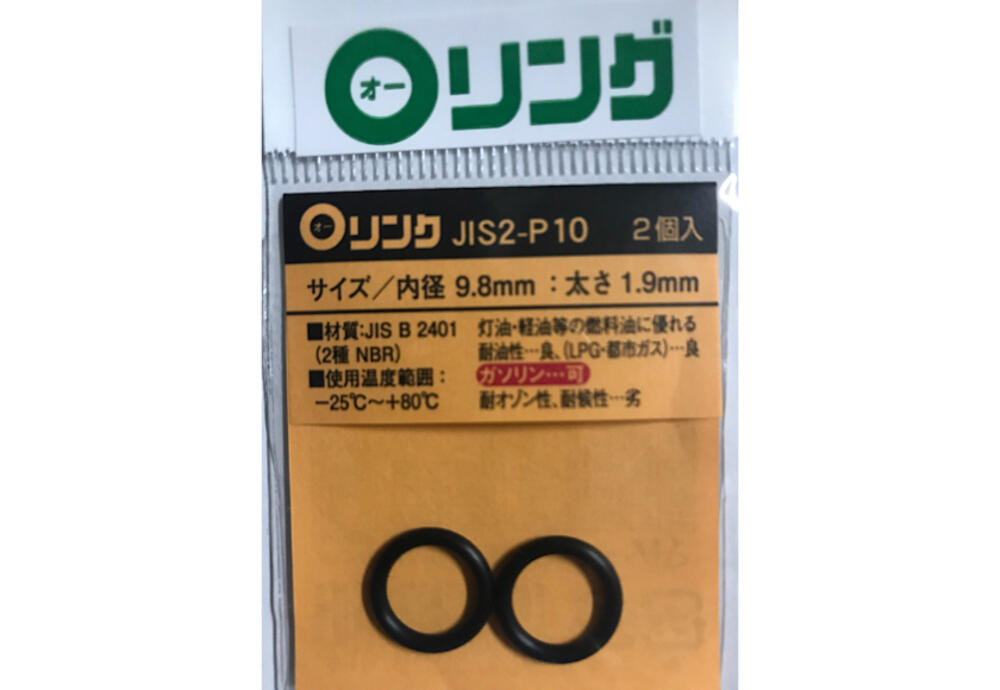 オーリング
オーリング JIS2-P10 2個入
サイズ／内径 9.8mm：太さ 1.9mm
■材質:JIS B 2401
(2種 NBR)
■使用温度範囲：
−25℃～+80℃
灯油・軽油等の燃料油に優れる
耐油性…良、(LPG・都市ガス)…良
ガソリン…可
耐オゾン性、耐候性…劣